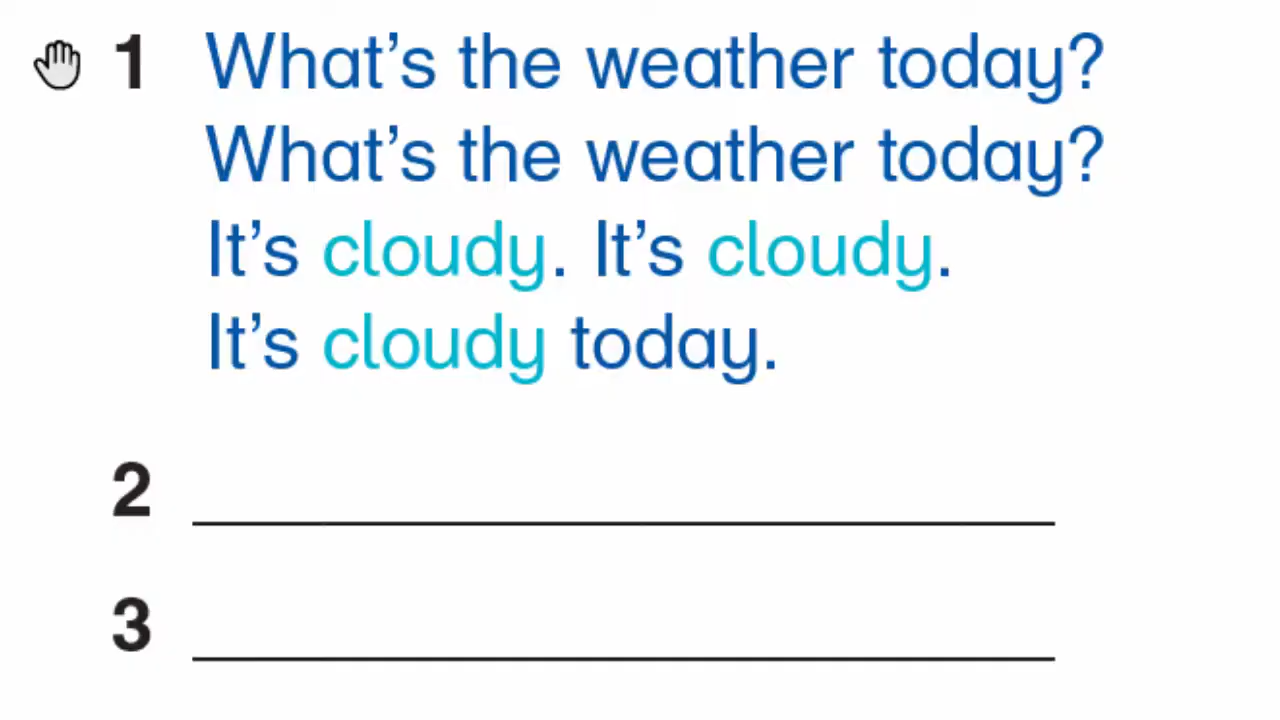 1 What’s the weather today?
What’s the weather today?
It’s cloudy. It’s cloudy.
It’s cloudy today.
2
3